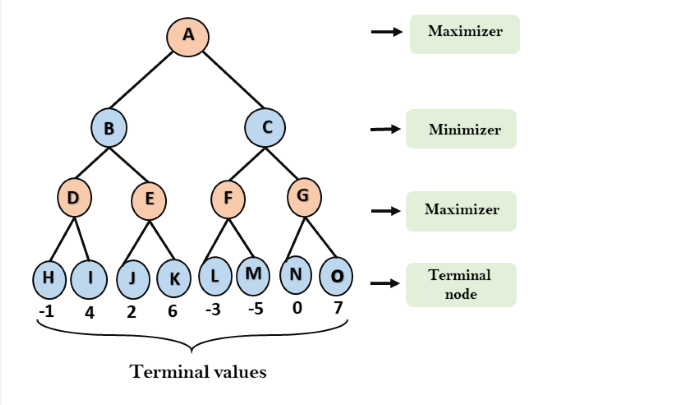 A
Maximizer
B
C
Minimizer
D
E
F
G
Maximizer
H
I
J
K
L
M
N
O
Terminal
node
-1
4
2
6
-3
-5
0
7
Terminal values